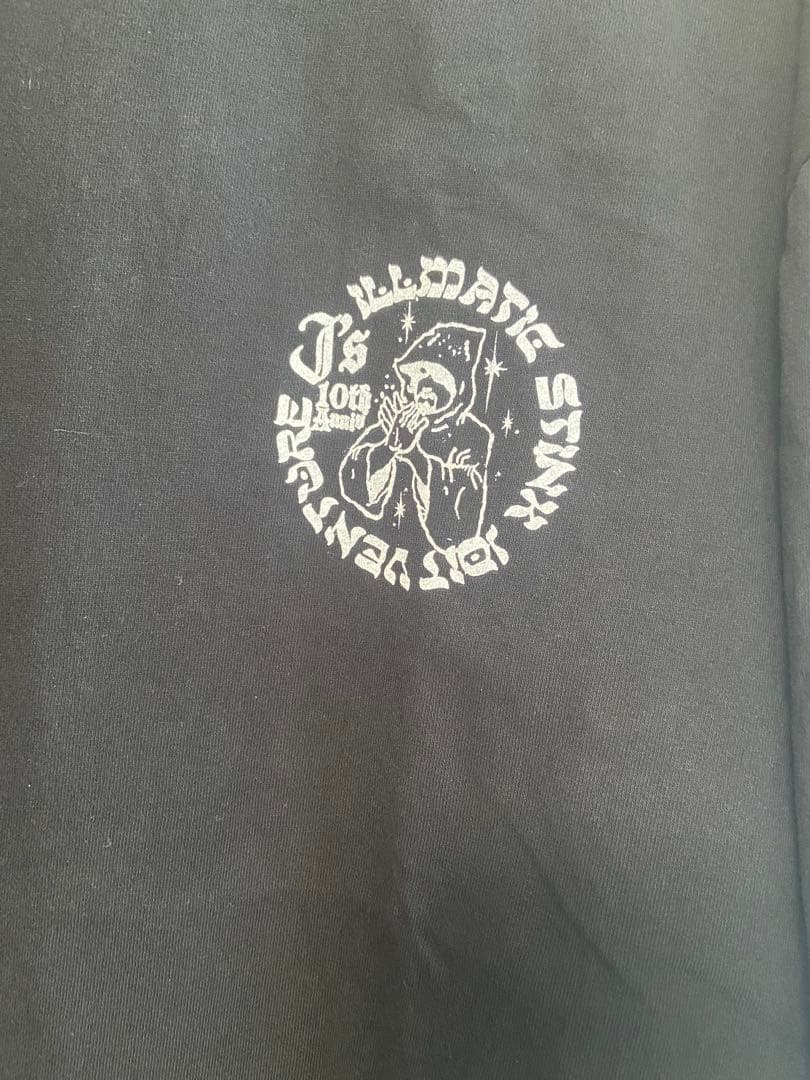 J's
10th
Anniv
ILLMATIC STINX JOINT VENTURE